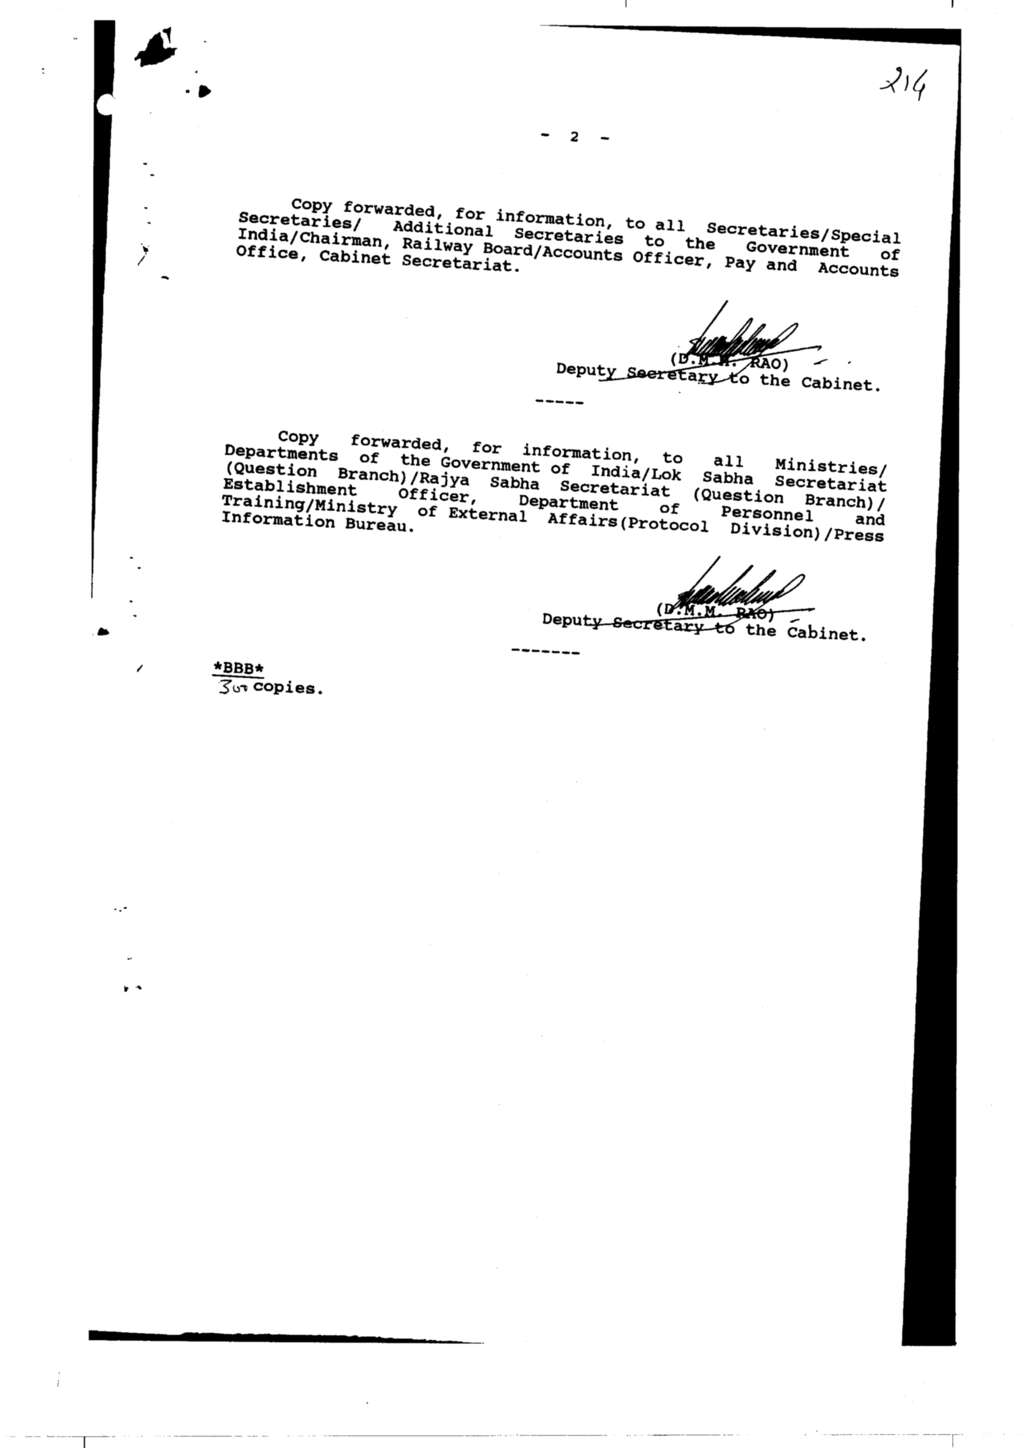 214
- 2 -
Copy forwarded, for information, to all Secretaries/Special
Secretaries/ Additional Secretaries to the Government of
India/Chairman, Railway Board/Accounts Officer, Pay and Accounts
Office, Cabinet Secretariat.
(D.M.M. RAO)
Deputy Secretary to the Cabinet.
-----
Copy forwarded, for information, to all Ministries/
Departments of the Government of India/Lok Sabha Secretariat
(Question Branch)/Rajya Sabha Secretariat (Question Branch)/
Establishment Officer, Department of Personnel and
Training/Ministry of External Affairs(Protocol Division)/Press
Information Bureau.
(D.M.M. RAO)
Deputy Secretary to the Cabinet.
-------
*BBB*
copies.